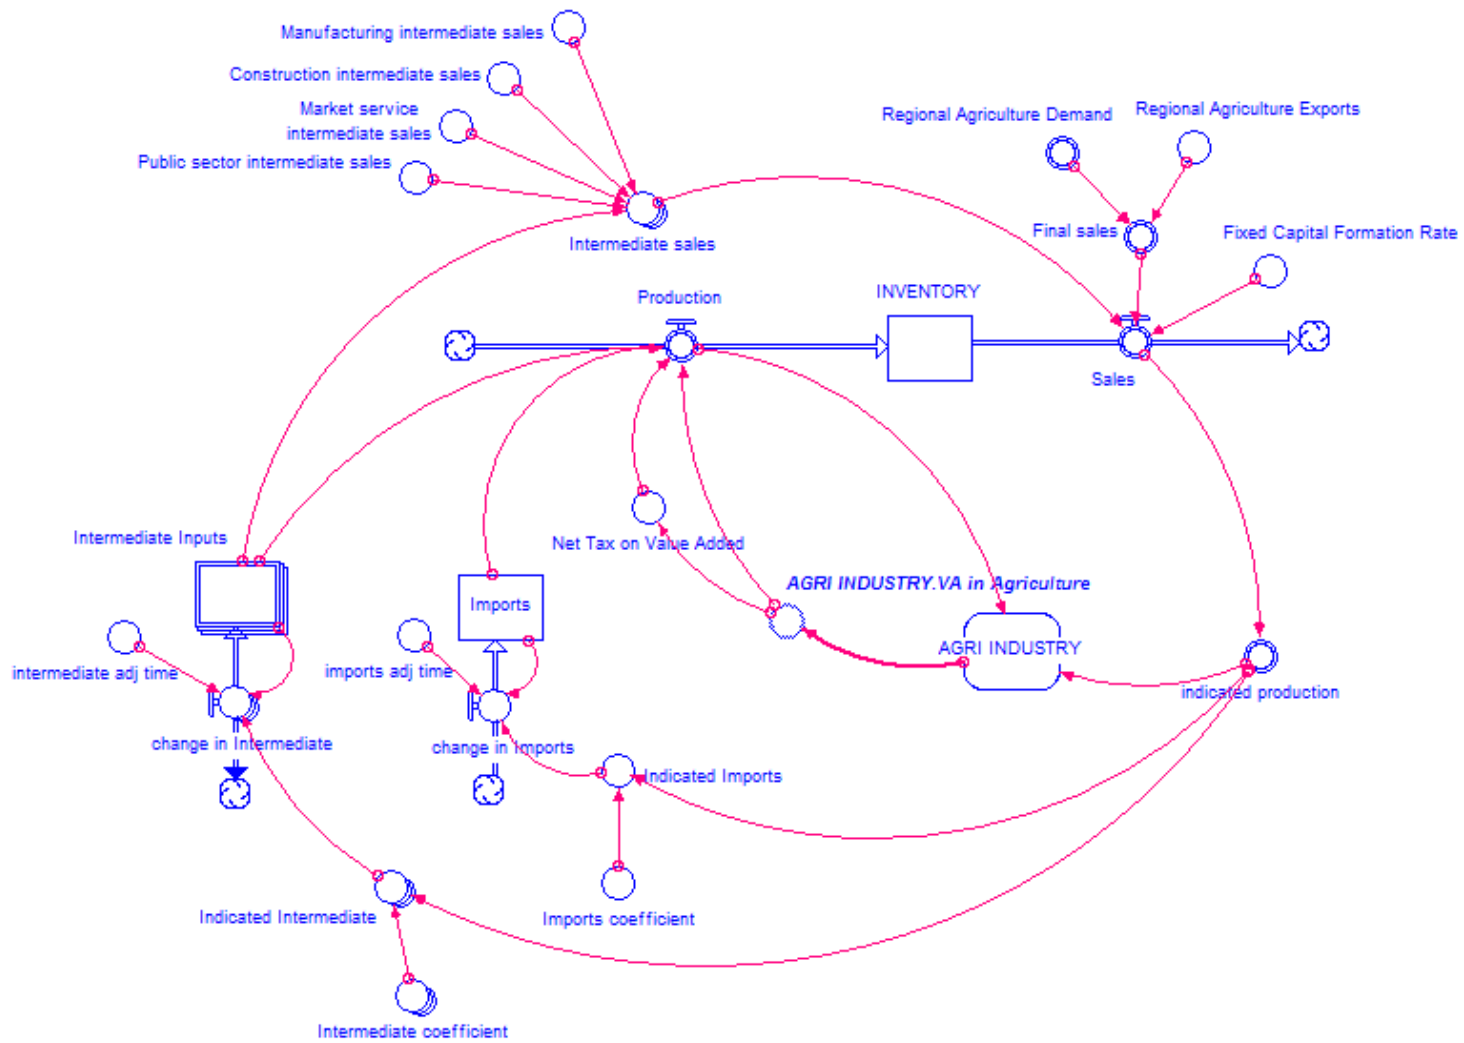 Manufacturing intermediate sales
Construction intermediate sales
Market service
intermediate sales
Public sector intermediate sales
Regional Agriculture Demand
Regional Agriculture Exports
Final sales
Fixed Capital Formation Rate
Intermediate sales
Production
INVENTORY
Sales
Intermediate Inputs
Net Tax on Value Added
AGRI INDUSTRY.VA in Agriculture
Imports
AGRI INDUSTRY
intermediate adj time
imports adj time
indicated production
change in Intermediate
change in Imports
Indicated Imports
Indicated Intermediate
Imports coefficient
Intermediate coefficient